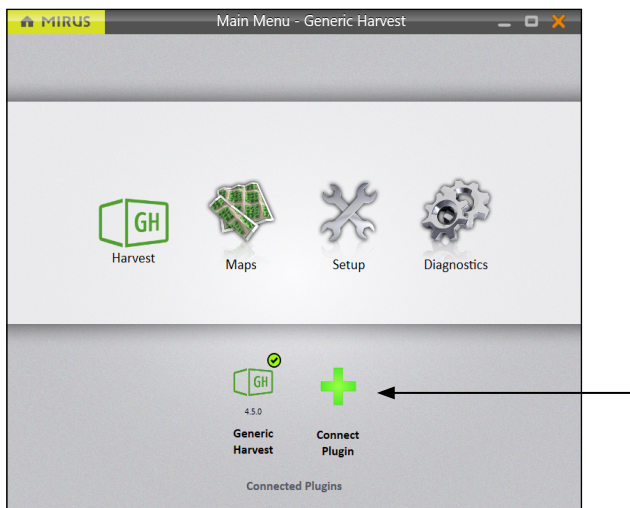 MIRUS
Main Menu - Generic Harvest
GH
Harvest
Maps
Setup
Diagnostics
GH
4.5.0
Generic
Harvest
Connect
Plugin
Connected Plugins